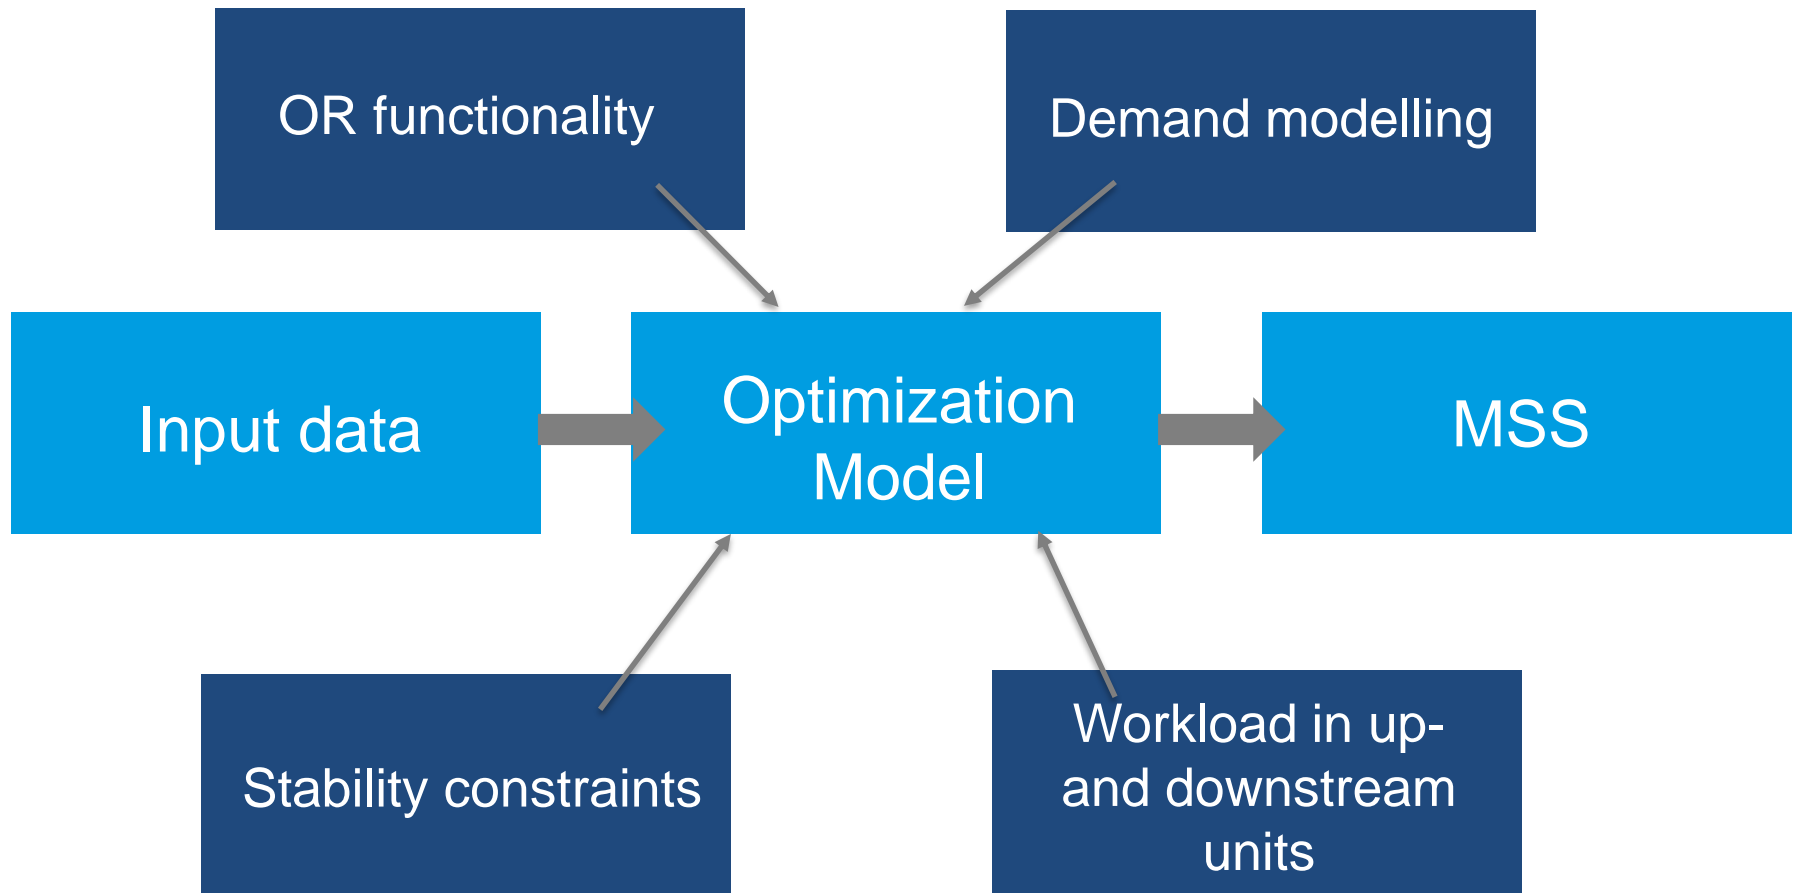 OR functionality
Demand modelling
Input data
Optimization
Model
MSS
Stability constraints
Workload in up-
and downstream
units